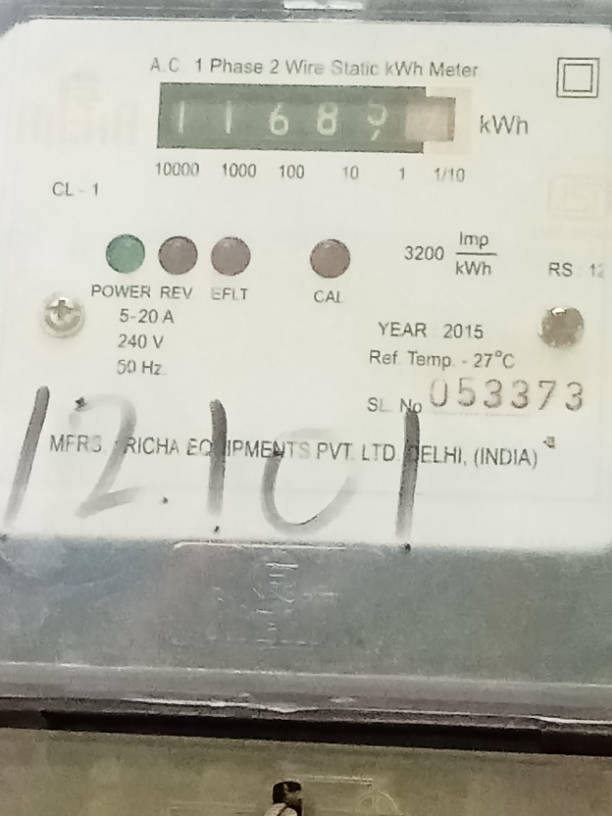 A.C. 1 Phase 2 Wire Static kWh Meter
1 1 6 8 kWh
10000 1000 100 10 1 1/10
CL - 1
3200 Imp/kWh
RS : 12
POWER REV EFLT CAL
5-20 A
240 V
50 Hz.
YEAR : 2015
Ref. Temp. - 27°C
SL. No 053373
MFRS. : RICHA EQUIPMENTS PVT. LTD. DELHI, (INDIA)
12.101